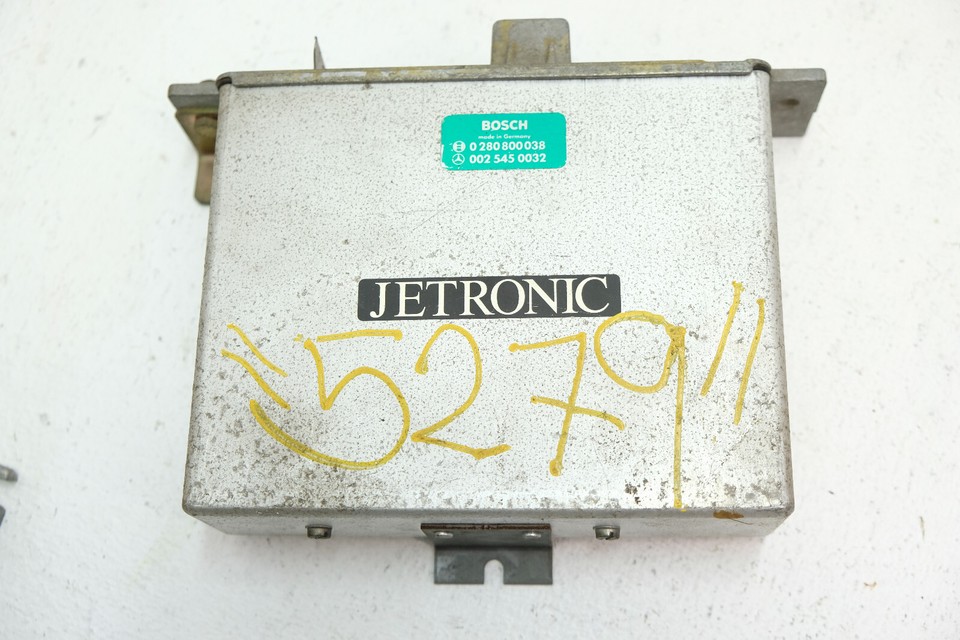 BOSCH
made in Germany
0 280 800 038
002 545 0032
JETRONIC
"5279"